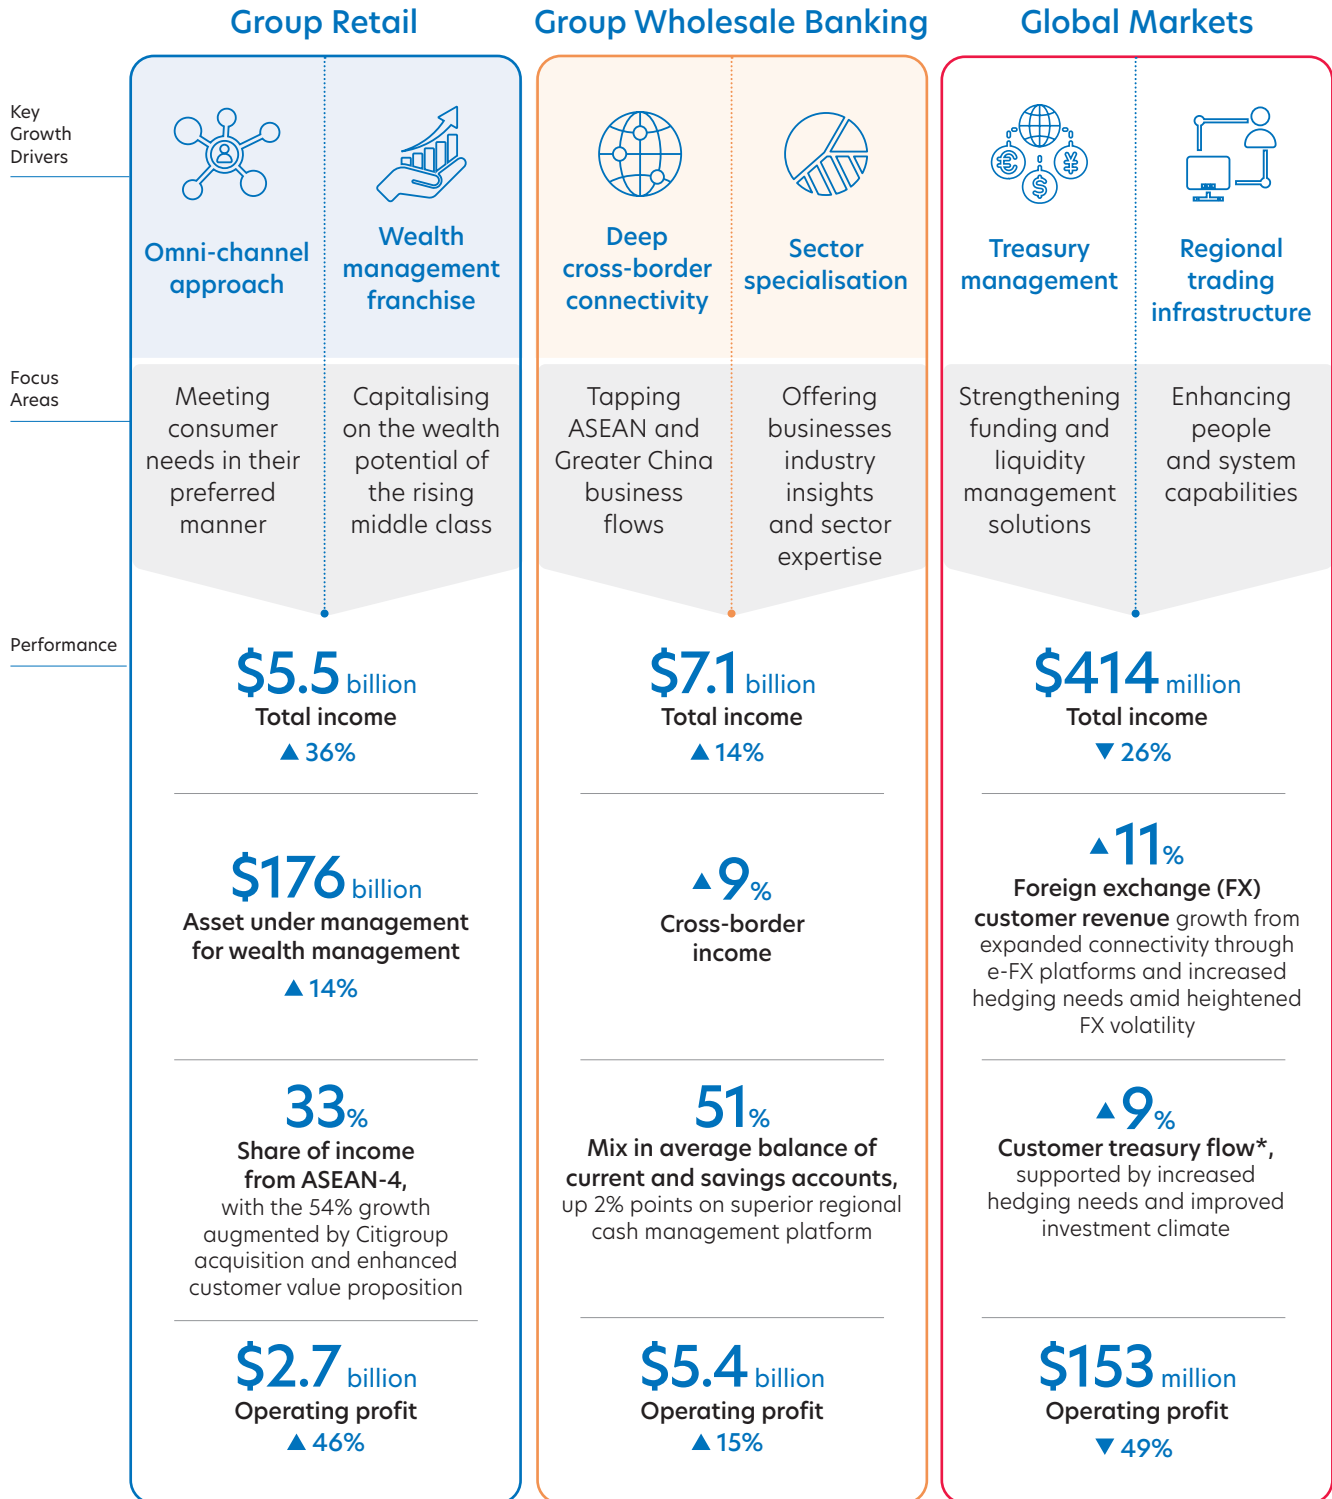 Group Retail
Group Wholesale Banking
Global Markets
Key
Growth
Drivers
Omni-channel
approach
Wealth
management
franchise
Deep
cross-border
connectivity
Sector
specialisation
€
¥
$
Treasury
management
Regional
trading
infrastructure
Focus
Areas
Meeting
consumer
needs in their
preferred
manner
Capitalising
on the wealth
potential of
the rising
middle class
Tapping
ASEAN and
Greater China
business
flows
Offering
businesses
industry
insights
and sector
expertise
Strengthening
funding and
liquidity
management
solutions
Enhancing
people
and system
capabilities
Performance
$5.5 billion
Total income
▲ 36%
$176 billion
Asset under management
for wealth management
▲ 14%
33%
Share of income
from ASEAN-4,
with the 54% growth
augmented by Citigroup
acquisition and enhanced
customer value proposition
$2.7 billion
Operating profit
▲ 46%
$7.1 billion
Total income
▲ 14%
▲ 9%
Cross-border
income
51%
Mix in average balance of
current and savings accounts,
up 2% points on superior regional
cash management platform
$5.4 billion
Operating profit
▲ 15%
$414 million
Total income
▼ 26%
▲ 11%
Foreign exchange (FX)
customer revenue growth from
expanded connectivity through
e-FX platforms and increased
hedging needs amid heightened
FX volatility
▲ 9%
Customer treasury flow*,
supported by increased
hedging needs and improved
investment climate
$153 million
Operating profit
▼ 49%